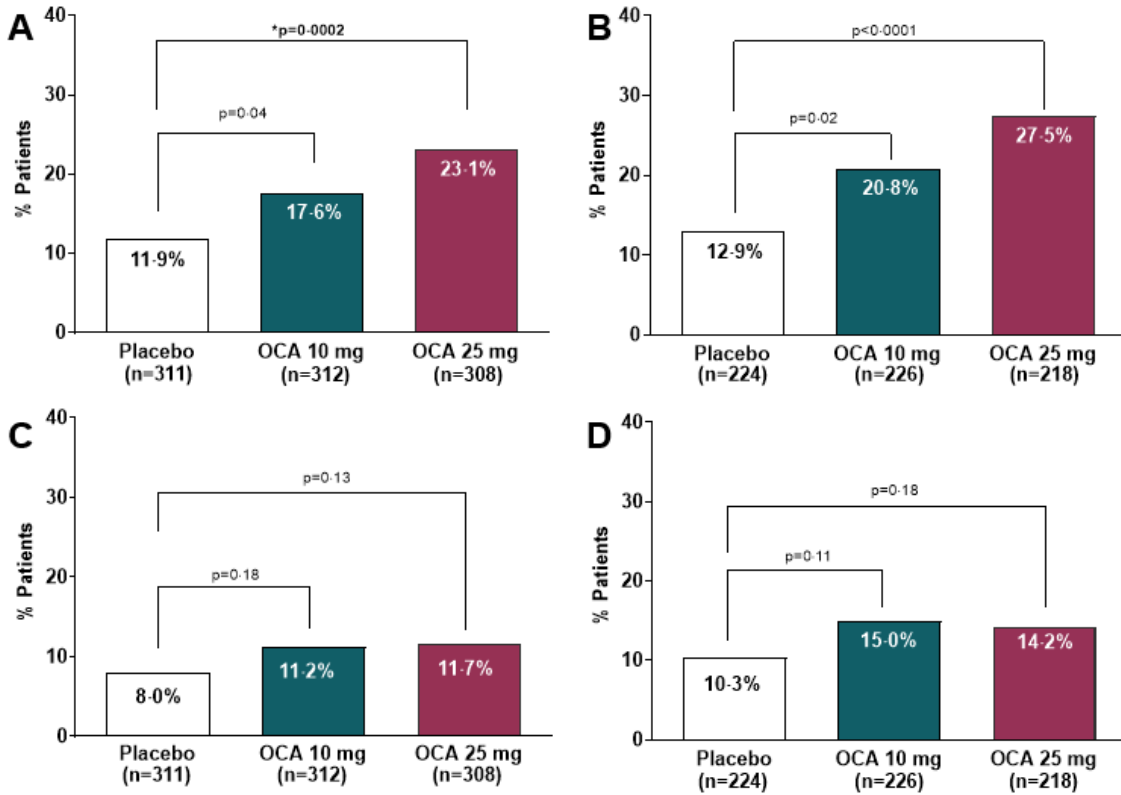 A
*p=0·0002
p=0·04
% Patients
40
30
20
10
0
11·9%
17·6%
23·1%
Placebo
(n=311)
OCA 10 mg
(n=312)
OCA 25 mg
(n=308)
B
p<0·0001
p=0·02
% Patients
40
30
20
10
0
12·9%
20·8%
27·5%
Placebo
(n=224)
OCA 10 mg
(n=226)
OCA 25 mg
(n=218)
C
p=0·13
p=0·18
% Patients
40
30
20
10
0
8·0%
11·2%
11·7%
Placebo
(n=311)
OCA 10 mg
(n=312)
OCA 25 mg
(n=308)
D
p=0·18
p=0·11
% Patients
40
30
20
10
0
10·3%
15·0%
14·2%
Placebo
(n=224)
OCA 10 mg
(n=226)
OCA 25 mg
(n=218)